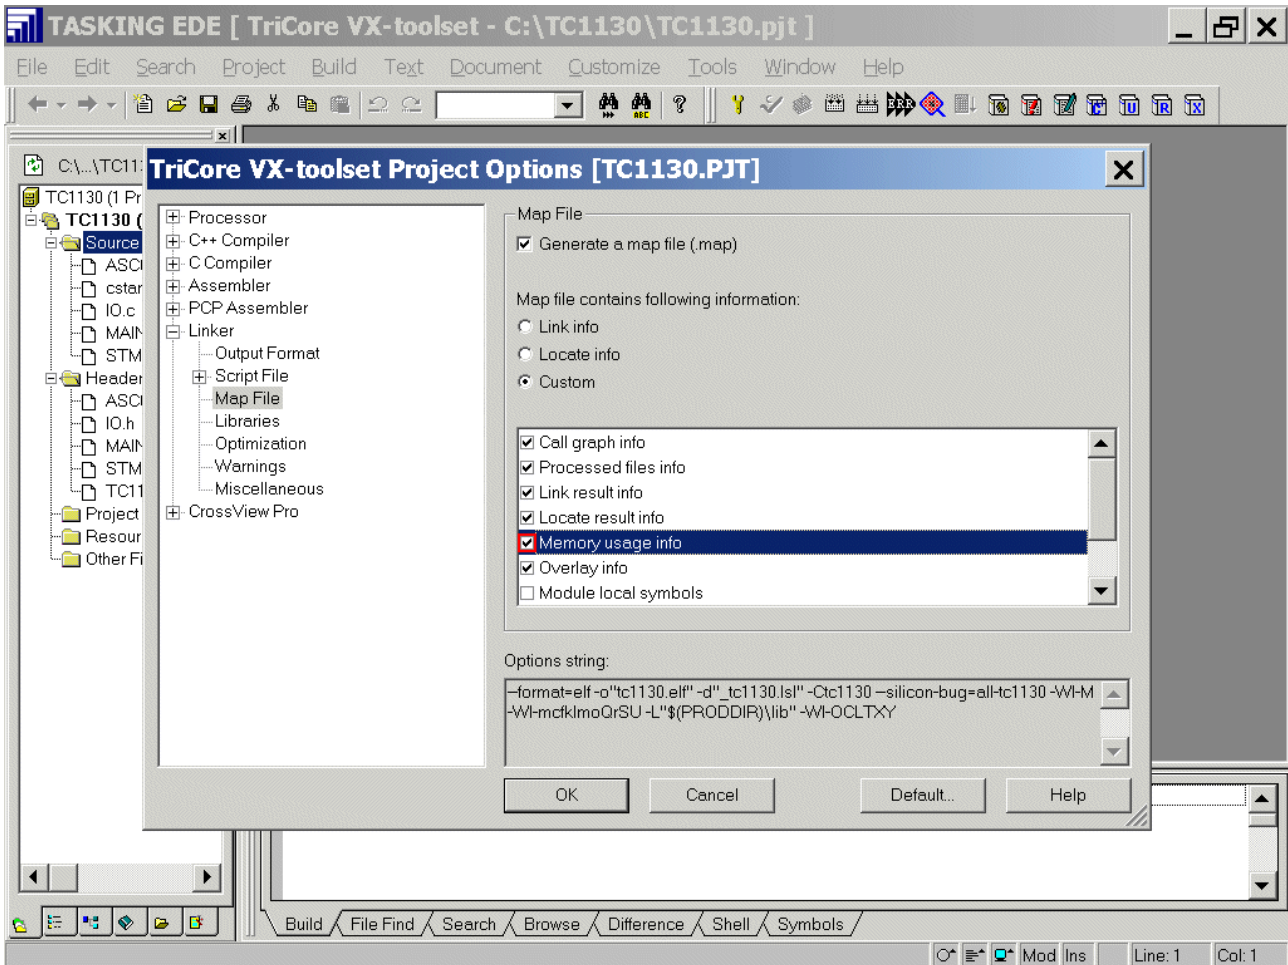 TASKING EDE [ TriCore VX-toolset - C:\TC1130\TC1130.pjt ]
File Edit Search Project Build Text Document Customize Tools Window Help
C:\...\TC11
TC1130 (1 Pr
TC1130 (
Source
ASCI
cstar
IO.c
MAIN
STM
Header
ASCI
IO.h
MAIN
STM
TC11
Project
Resour
Other Fi
TriCore VX-toolset Project Options [TC1130.PJT]
Processor
C++ Compiler
C Compiler
Assembler
PCP Assembler
Linker
Output Format
Script File
Map File
Libraries
Optimization
Warnings
Miscellaneous
CrossView Pro
Map File
Generate a map file (.map)
Map file contains following information:
Link info
Locate info
Custom
Call graph info
Processed files info
Link result info
Locate result info
Memory usage info
Overlay info
Module local symbols
Options string:
--format=elf -o"tc1130.elf" -d"_tc1130.lsl" -Ctc1130 --silicon-bug=all-tc1130 -Wl-M
-Wl-mcfklmoQrSU -L"$(PRODDIR)\lib" -Wl-OCLTXY
OK Cancel Default... Help
Build File Find Search Browse Difference Shell Symbols
Mod Ins Line: 1 Col: 1